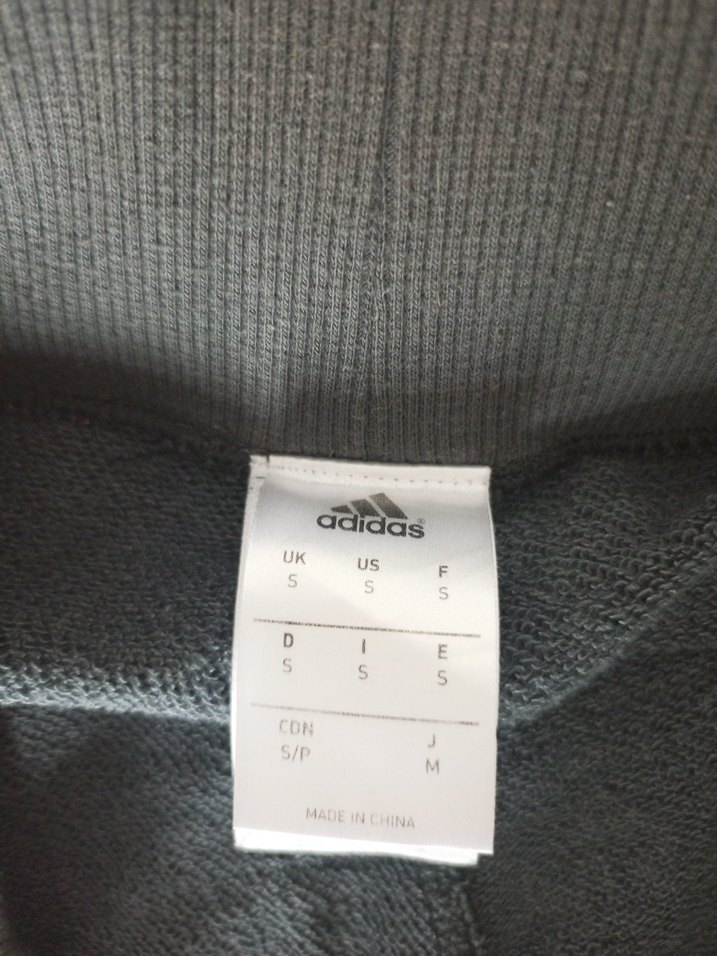 adidas®
UK US F
S S S
D I E
S S S
CDN J
S/P M
MADE IN CHINA